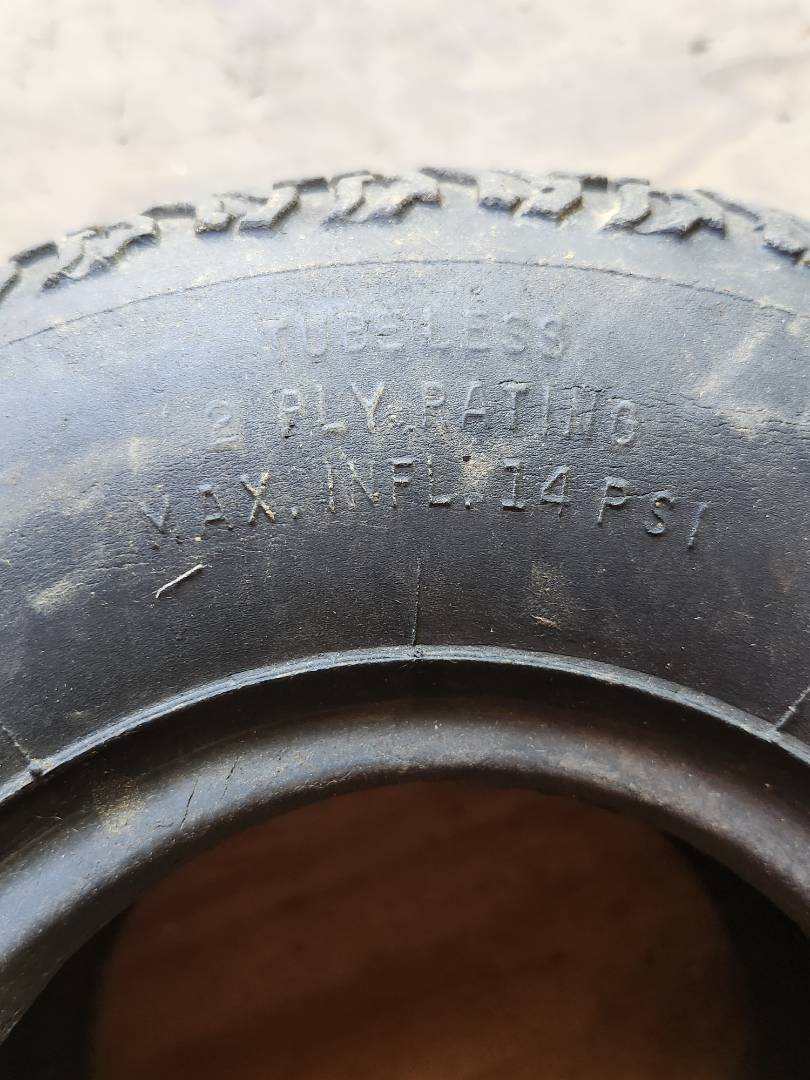 TUBELESS
2 PLY RATING
MAX. INFL. 14 PSI